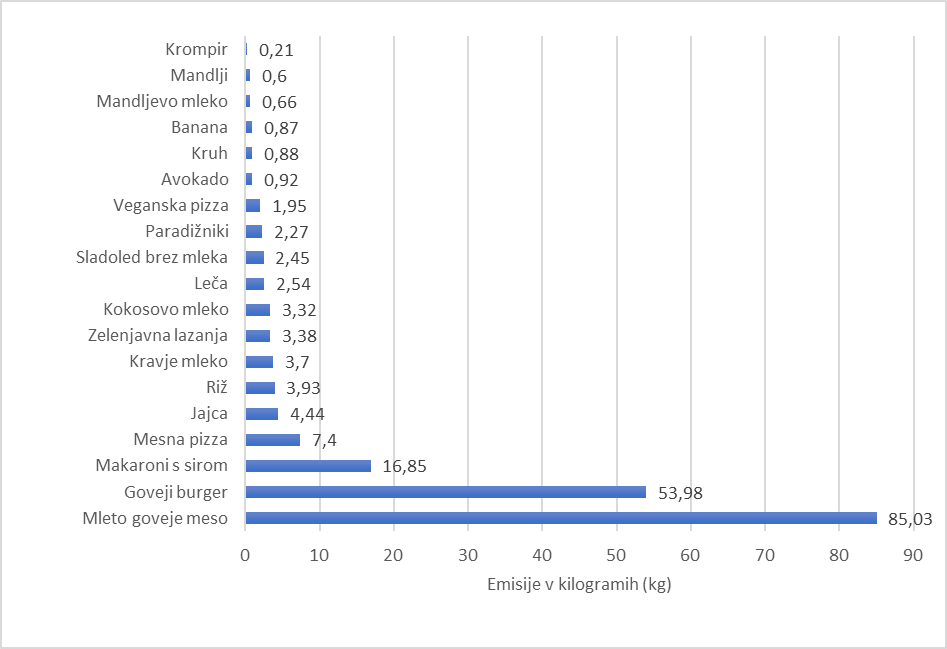 Krompir 0,21
Mandlji 0,6
Mandljevo mleko 0,66
Banana 0,87
Kruh 0,88
Avokado 0,92
Veganska pizza 1,95
Paradižniki 2,27
Sladoled brez mleka 2,45
Leča 2,54
Kokosovo mleko 3,32
Zelenjavna lazanja 3,38
Kravje mleko 3,7
Riž 3,93
Jajca 4,44
Mesna pizza 7,4
Makaroni s sirom 16,85
Goveji burger 53,98
Mleto goveje meso 85,03
0 10 20 30 40 50 60 70 80 90
Emisije v kilogramih (kg)